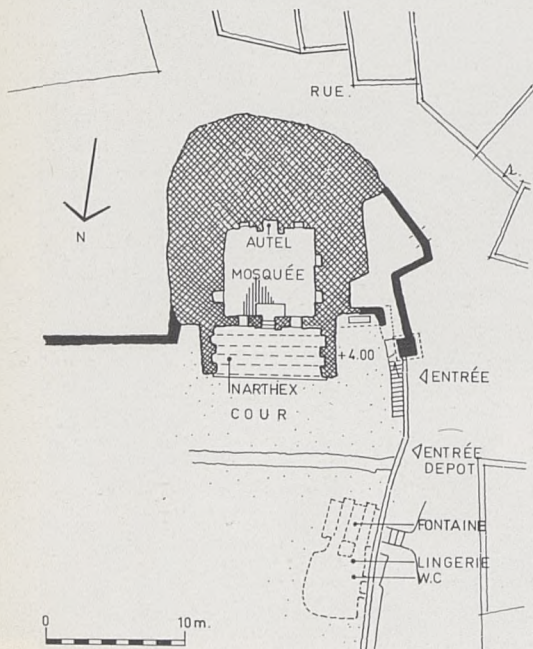 RUE.
N
AUTEL
MOSQUÉE
+4.00
ENTRÉE
NARTHEX
COUR
ENTRÉE
DEPOT
FONTAINE
LINGERIE
W.C
0 10 m.